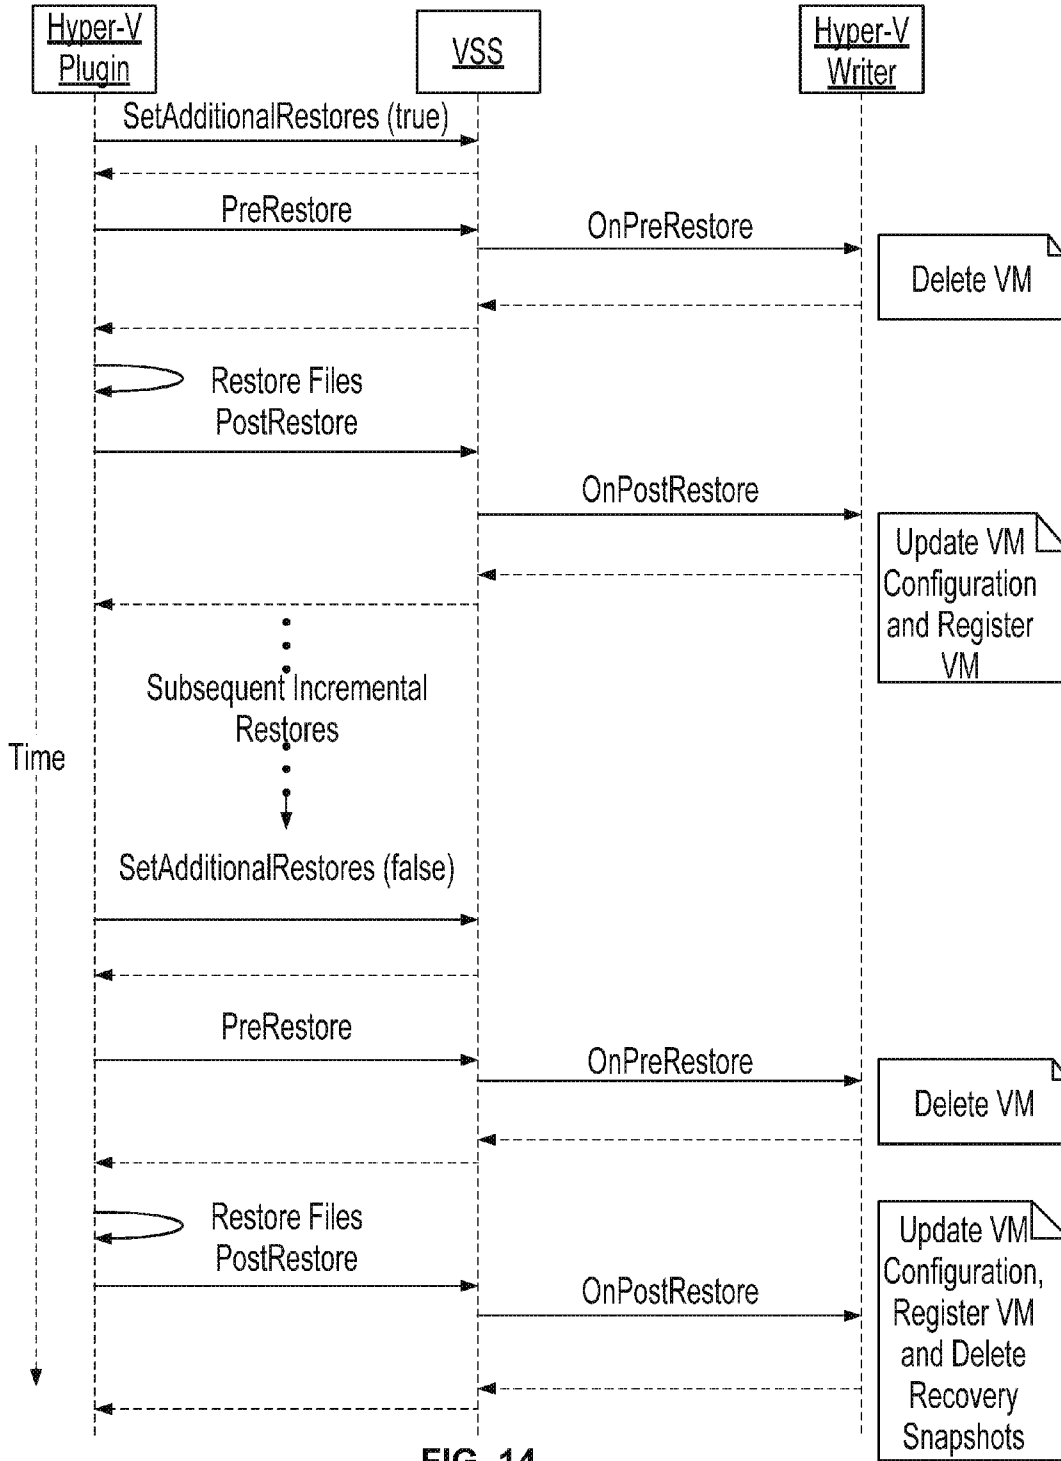 Hyper-V
Plugin
VSS
Hyper-V
Writer
SetAdditionalRestores (true)
PreRestore
OnPreRestore
Delete VM
Restore Files
PostRestore
OnPostRestore
Update VM
Configuration
and Register
VM
Subsequent Incremental
Restores
Time
SetAdditionalRestores (false)
PreRestore
OnPreRestore
Delete VM
Restore Files
PostRestore
OnPostRestore
Update VM
Configuration,
Register VM
and Delete
Recovery
Snapshots
FIG. 14